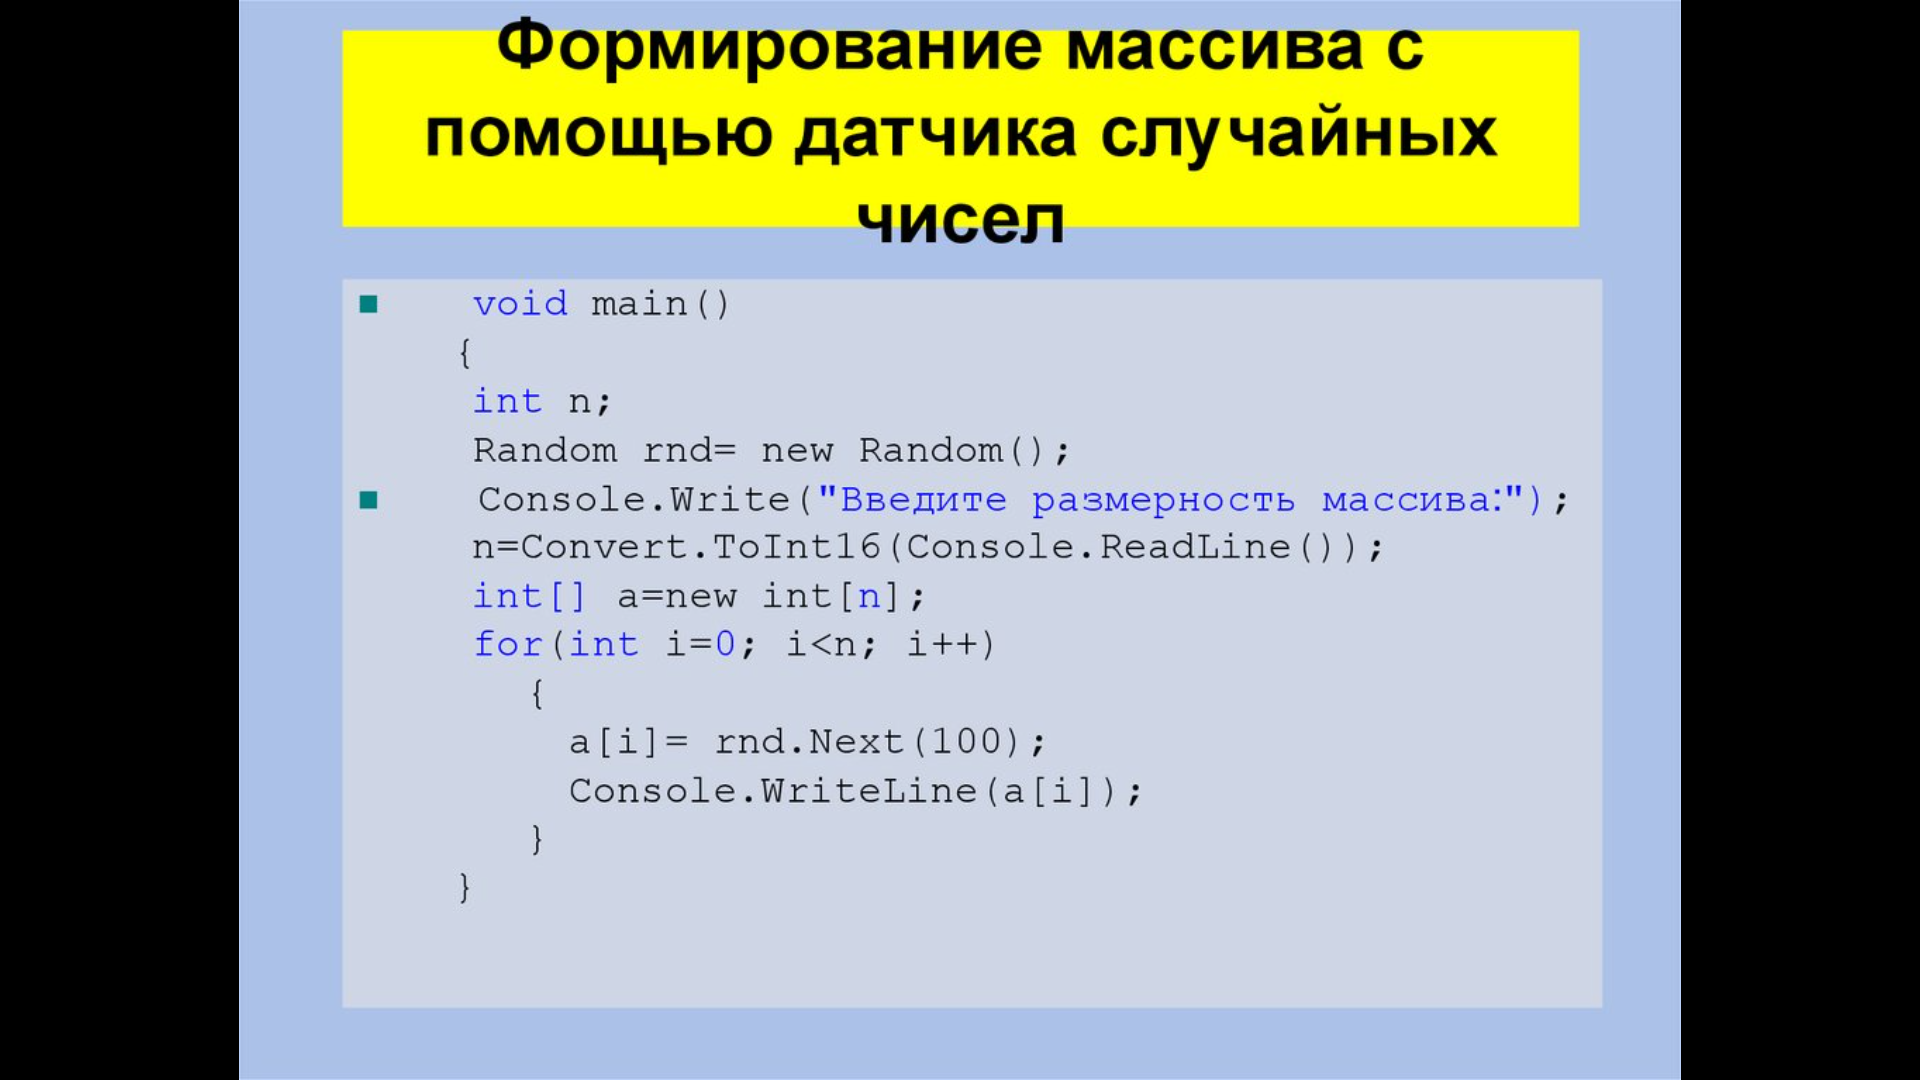 Формирование массива с
помощью датчика случайных
чисел
void main()
{
int n;
Random rnd= new Random();
Console.Write("Введите размерность массива:");
n=Convert.ToInt16(Console.ReadLine());
int[] a=new int[n];
for(int i=0; i<n; i++)
{
a[i]= rnd.Next(100);
Console.WriteLine(a[i]);
}
}